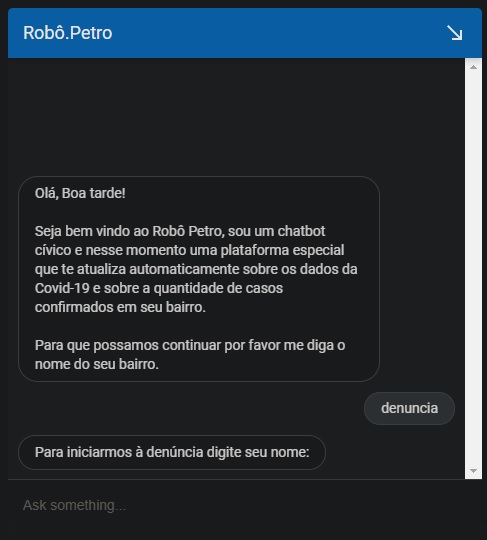 Robô.Petro
Olá, Boa tarde!
Seja bem vindo ao Robô Petro, sou um chatbot
cívico e nesse momento uma plataforma especial
que te atualiza automaticamente sobre os dados da
Covid-19 e sobre a quantidade de casos
confirmados em seu bairro.
Para que possamos continuar por favor me diga o
nome do seu bairro.
denuncia
Para iniciarmos à denúncia digite seu nome:
Ask something...